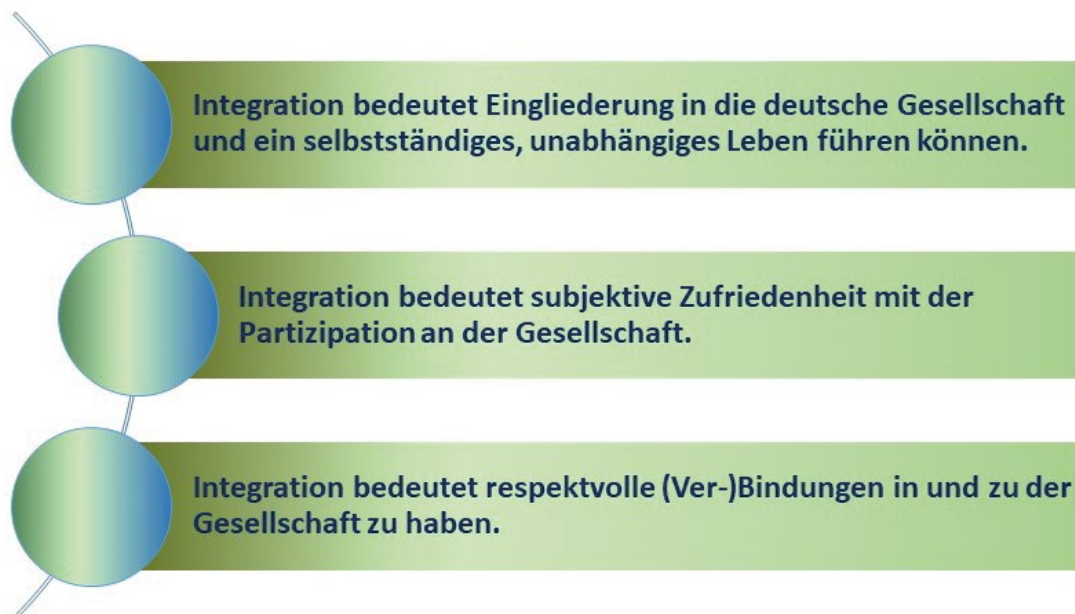 Integration bedeutet Eingliederung in die deutsche Gesellschaft
und ein selbstständiges, unabhängiges Leben führen können.
Integration bedeutet subjektive Zufriedenheit mit der
Partizipation an der Gesellschaft.
Integration bedeutet respektvolle (Ver-)Bindungen in und zu der
Gesellschaft zu haben.